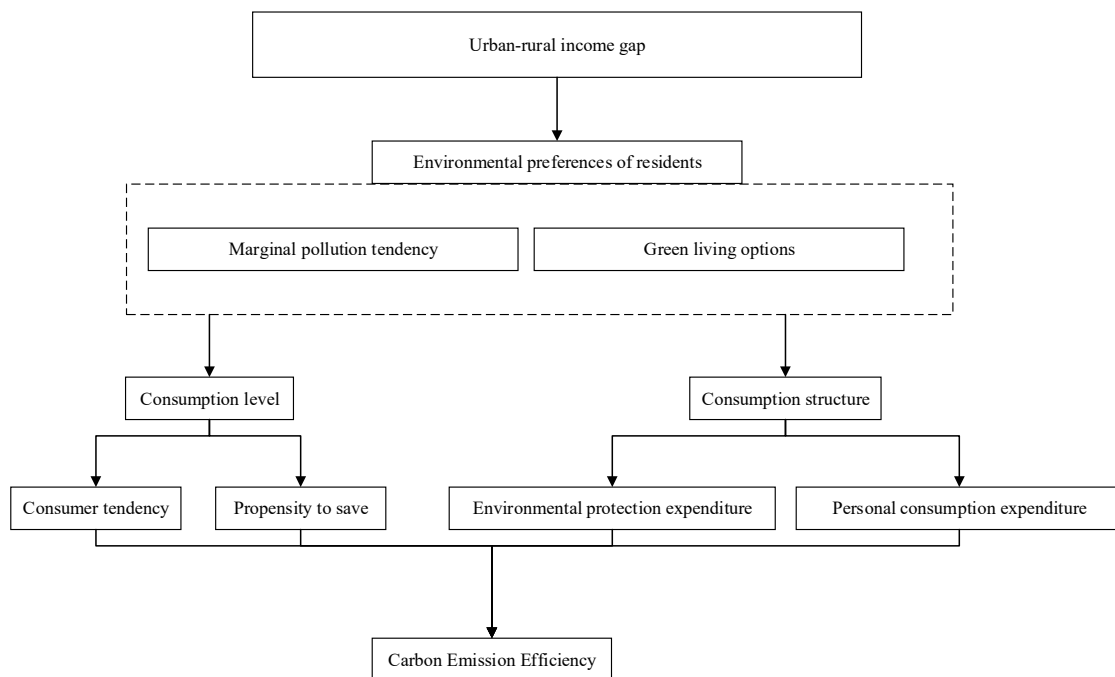 Urban-rural income gap
Environmental preferences of residents
Marginal pollution tendency
Green living options
Consumption level
Consumption structure
Consumer tendency
Propensity to save
Environmental protection expenditure
Personal consumption expenditure
Carbon Emission Efficiency